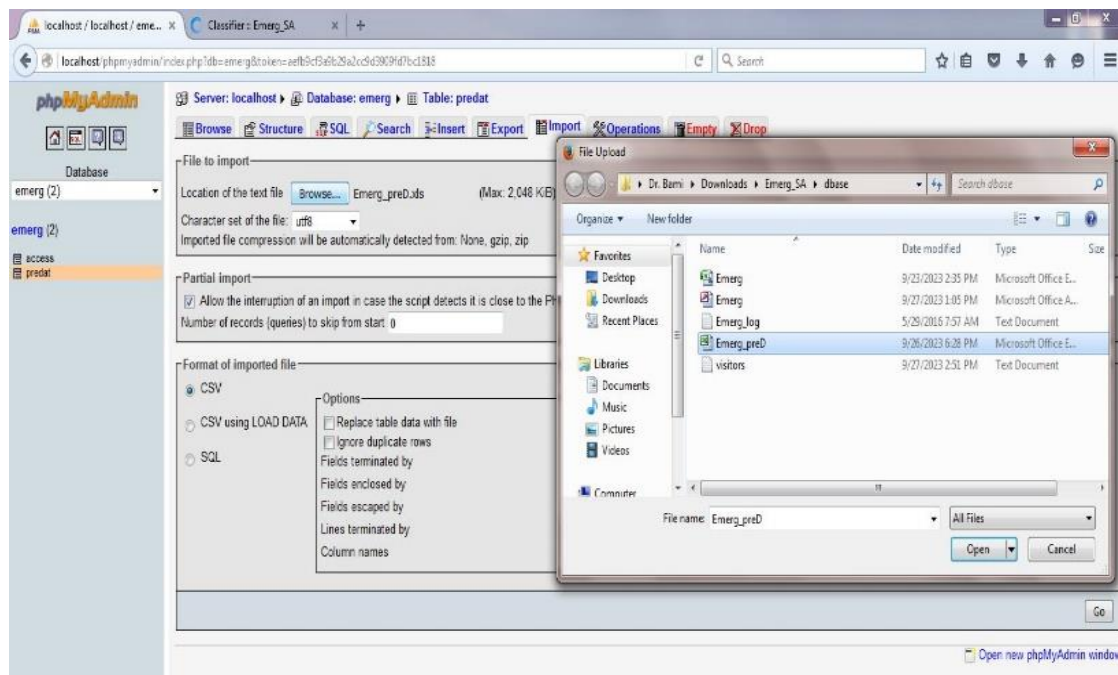 localhost / localhost / eme... x
Classifier :: Emerg_SA x +
localhost/phpmyadmin/index.php?db=emerg&token=
Search
phpMyAdmin
Database
emerg (2)
emerg (2)
access
predat
Server: localhost ▸ Database: emerg ▸ Table: predat
Browse Structure SQL Search Insert Export Import Operations Empty Drop
File to import
Location of the text file Browse... Emerg_preD.xls (Max: 2,048 KiB)
Character set of the file: utf8
Imported file compression will be automatically detected from: None, gzip, zip
Partial import
Allow the interruption of an import in case the script detects it is close to the
Number of records (queries) to skip from start 0
Format of imported file
CSV
CSV using LOAD DATA
SQL
Options
Replace table data with file
Ignore duplicate rows
Fields terminated by
Fields enclosed by
Fields escaped by
Lines terminated by
Column names
Go
Open new phpMyAdmin window
File Upload
Dr. Bami ▸ Downloads ▸ Emerg_SA ▸ dbase
Search dbase
Organize New folder
Favorites
Desktop
Downloads
Recent Places
Libraries
Documents
Music
Pictures
Videos
Computer
Name Date modified Type Size
Emerg 9/23/2023 2:35 PM Microsoft Office E...
Emerg 9/27/2023 1:05 PM Microsoft Office A...
Emerg_log 5/29/2016 7:57 AM Text Document
Emerg_preD 9/26/2023 6:28 PM Microsoft Office E...
visitors 9/27/2023 2:51 PM Text Document
File name: Emerg_preD
All Files
Open Cancel